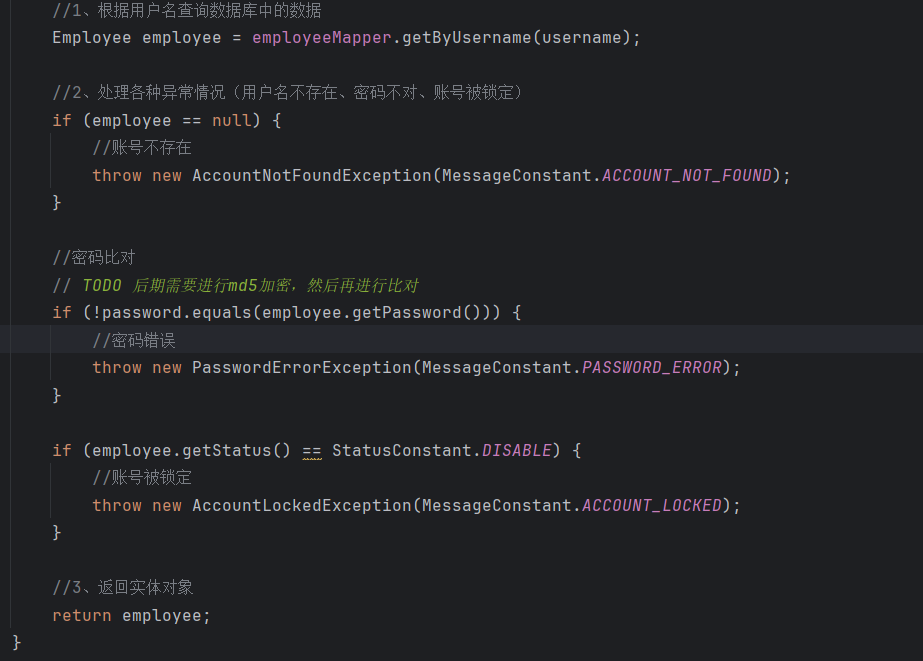 //1、根据用户名查询数据库中的数据
Employee employee = employeeMapper.getByUsername(username);
//2、处理各种异常情况（用户名不存在、密码不对、账号被锁定）
if (employee == null) {
//账号不存在
throw new AccountNotFoundException(MessageConstant.ACCOUNT_NOT_FOUND);
}
//密码比对
// TODO 后期需要进行md5加密，然后再进行比对
if (!password.equals(employee.getPassword())) {
//密码错误
throw new PasswordErrorException(MessageConstant.PASSWORD_ERROR);
}
if (employee.getStatus() == StatusConstant.DISABLE) {
//账号被锁定
throw new AccountLockedException(MessageConstant.ACCOUNT_LOCKED);
}
//3、返回实体对象
return employee;
}